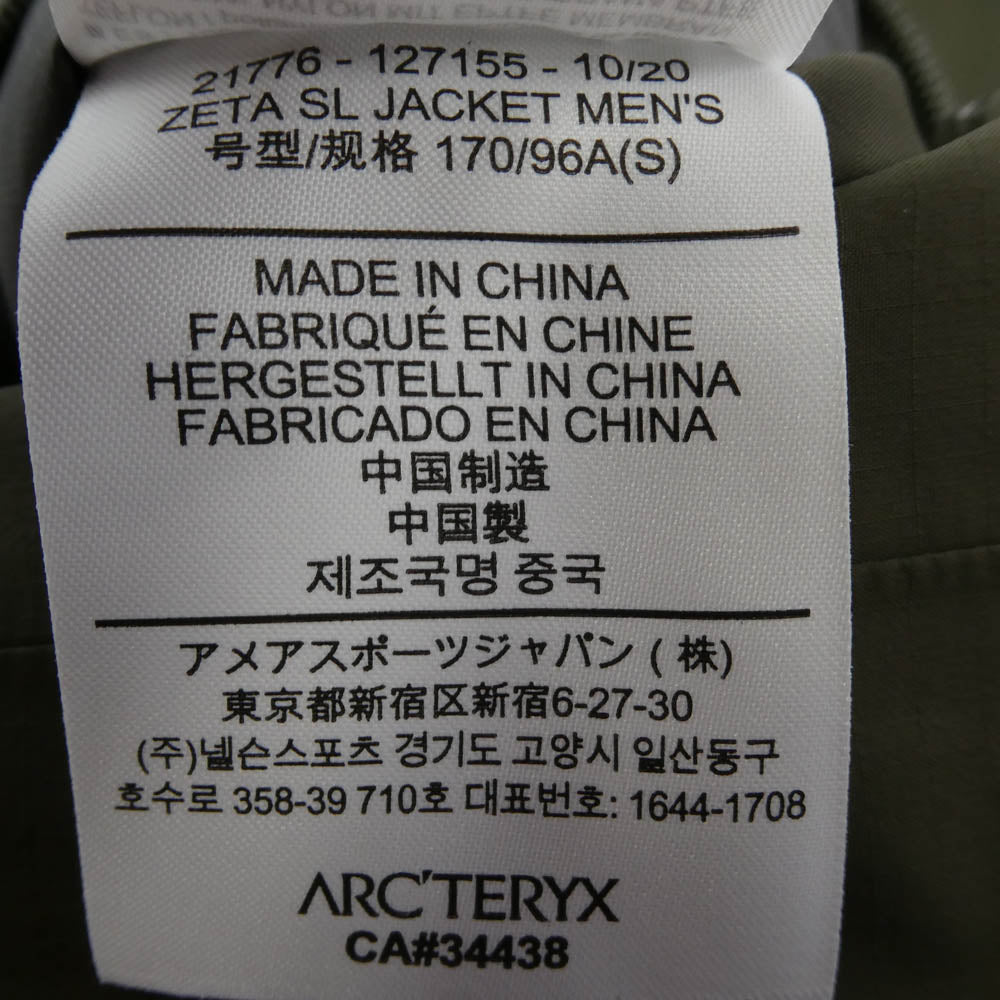 21776 - 127155 - 10/20
ZETA SL JACKET MEN'S
号型/规格 170/96A(S)
MADE IN CHINA
FABRIQUÉ EN CHINE
HERGESTELLT IN CHINA
FABRICADO EN CHINA
中国制造
中国製
제조국명 중국
アメアスポーツジャパン ( 株)
東京都新宿区新宿6-27-30
(주)넬슨스포츠 경기도 고양시 일산동구
호수로 358-39 710호 대표번호: 1644-1708
ARC'TERYX
CA#34438